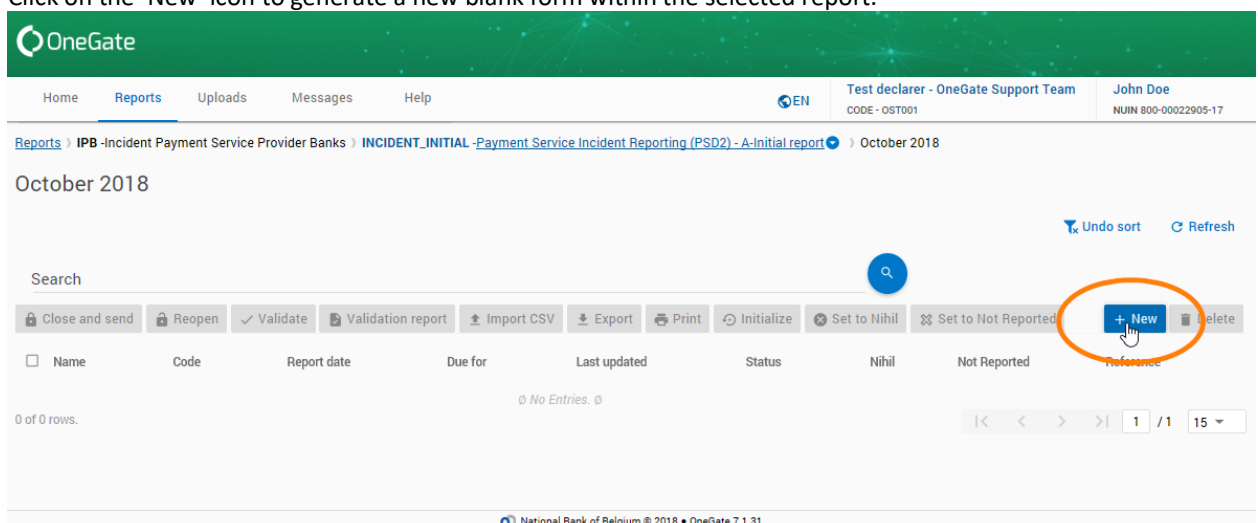 Click on the 'New' icon to generate a new blank form within the selected report.
OneGate
Home Reports Uploads Messages Help EN Test declarer - OneGate Support Team John Doe
CODE - OST001 NUIN 800-00022905-17
Reports IPB -Incident Payment Service Provider Banks INCIDENT_INITIAL -Payment Service Incident Reporting (PSD2) - A-Initial report October 2018
October 2018
Undo sort Refresh
Search
Close and send Reopen Validate Validation report Import CSV Export Print Initialize Set to Nihil Set to Not Reported + New Delete
Name Code Report date Due for Last updated Status Nihil Not Reported Reference
Ø No Entries. Ø
0 of 0 rows. 1 / 1 15
National Bank of Belgium © 2018 • OneGate 7.1.31